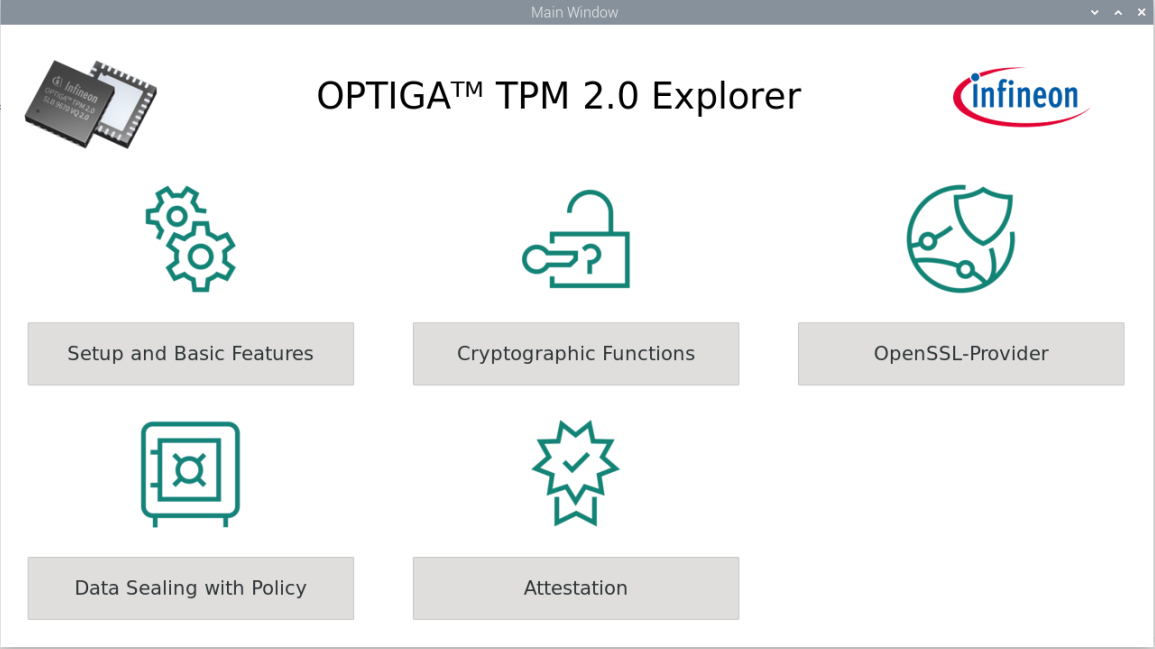 Main Window
Infineon
OPTIGA™ TPM 2.0
SLB 9670 VQ 2.0
OPTIGA™ TPM 2.0 Explorer
infineon
Setup and Basic Features
Cryptographic Functions
OpenSSL-Provider
Data Sealing with Policy
Attestation